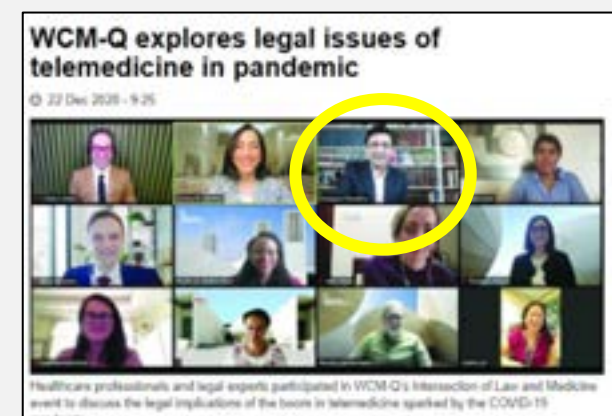 WCM-Q explores legal issues of
telemedicine in pandemic
22 Dec 2020 - 9:25
Healthcare professionals and legal experts participated in WCM-Q's Intersection of Law and Medicine
event to discuss the legal implications of the boom in telemedicine sparked by the COVID-19